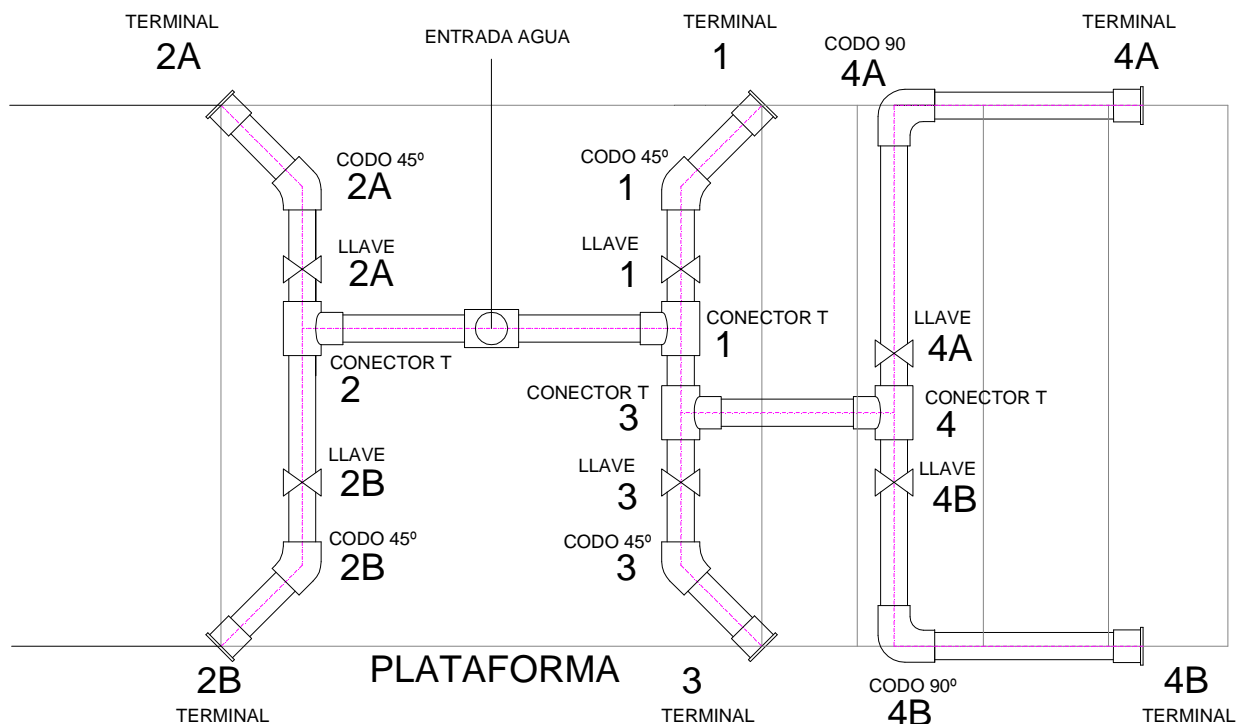 TERMINAL
2A
ENTRADA AGUA
TERMINAL
1
CODO 90
4A
TERMINAL
4A
CODO 45º
2A
CODO 45º
1
LLAVE
2A
LLAVE
1
CONECTOR T
1
LLAVE
4A
CONECTOR T
2
CONECTOR T
3
CONECTOR T
4
LLAVE
2B
LLAVE
3
LLAVE
4B
CODO 45º
2B
CODO 45º
3
PLATAFORMA
2B
TERMINAL
3
TERMINAL
CODO 90º
4B
4B
TERMINAL